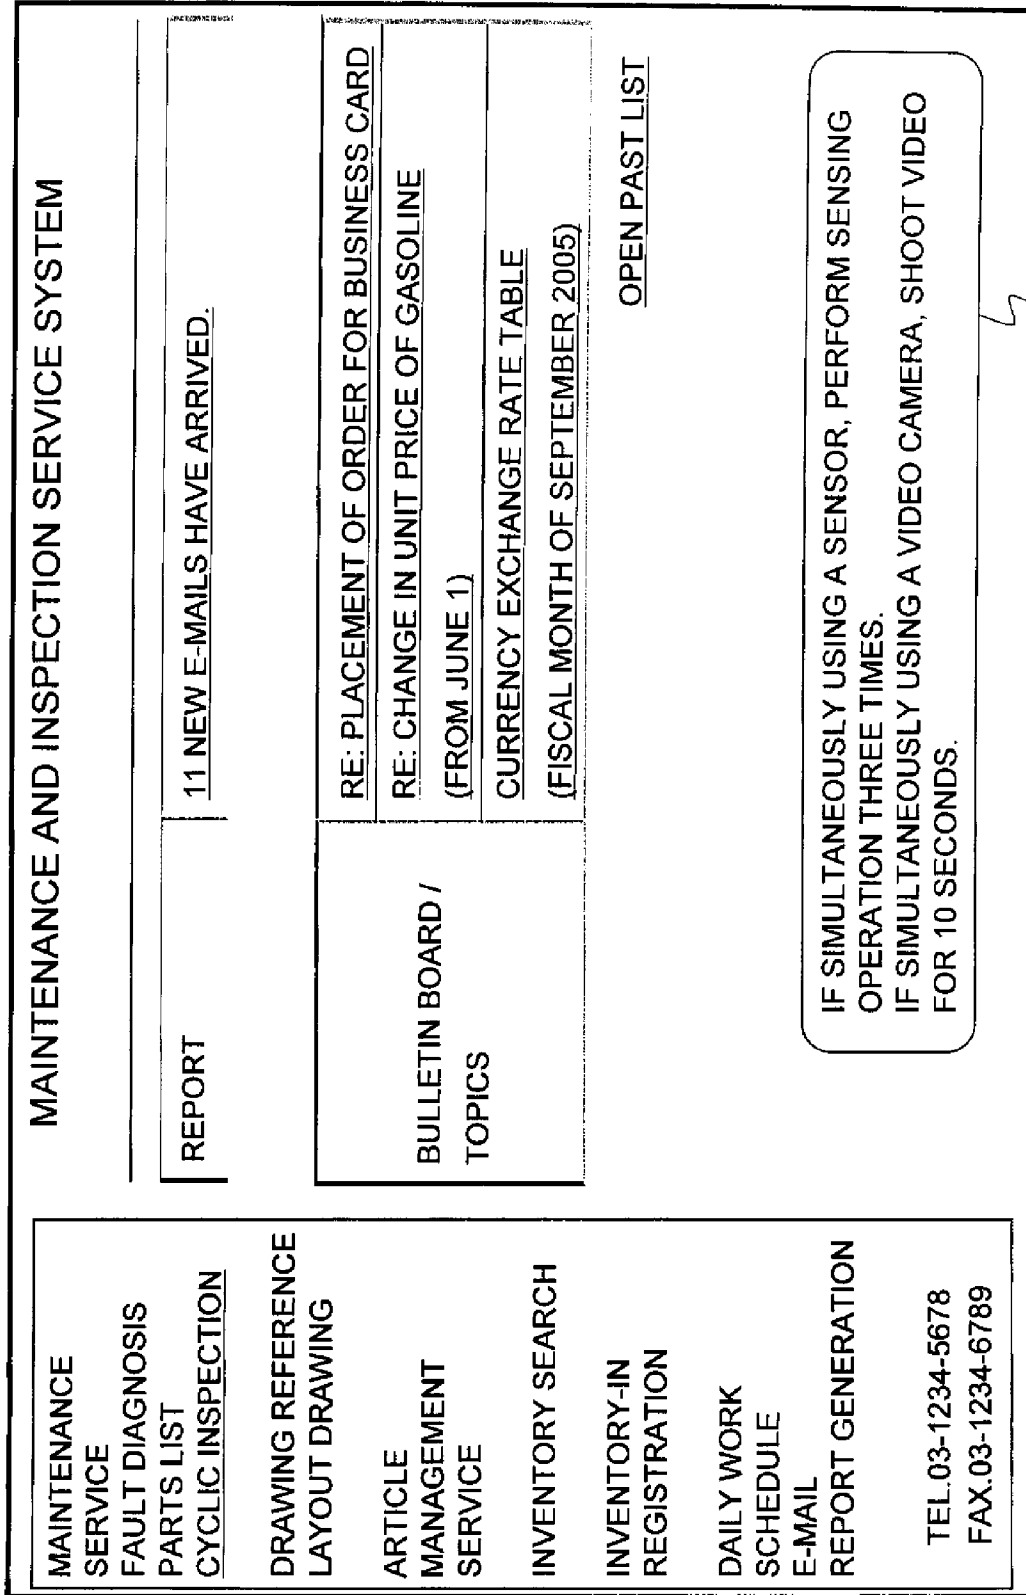 MAINTENANCE AND INSPECTION SERVICE SYSTEM
MAINTENANCE
SERVICE
FAULT DIAGNOSIS
PARTS LIST
CYCLIC INSPECTION
DRAWING REFERENCE
LAYOUT DRAWING
ARTICLE
MANAGEMENT
SERVICE
INVENTORY SEARCH
INVENTORY-IN
REGISTRATION
DAILY WORK
SCHEDULE
E-MAIL
REPORT GENERATION
TEL.03-1234-5678
FAX.03-1234-6789
REPORT
11 NEW E-MAILS HAVE ARRIVED.
BULLETIN BOARD /
TOPICS
RE: PLACEMENT OF ORDER FOR BUSINESS CARD
RE: CHANGE IN UNIT PRICE OF GASOLINE
(FROM JUNE 1)
CURRENCY EXCHANGE RATE TABLE
(FISCAL MONTH OF SEPTEMBER 2005)
OPEN PAST LIST
IF SIMULTANEOUSLY USING A SENSOR, PERFORM SENSING
OPERATION THREE TIMES.
IF SIMULTANEOUSLY USING A VIDEO CAMERA, SHOOT VIDEO
FOR 10 SECONDS.